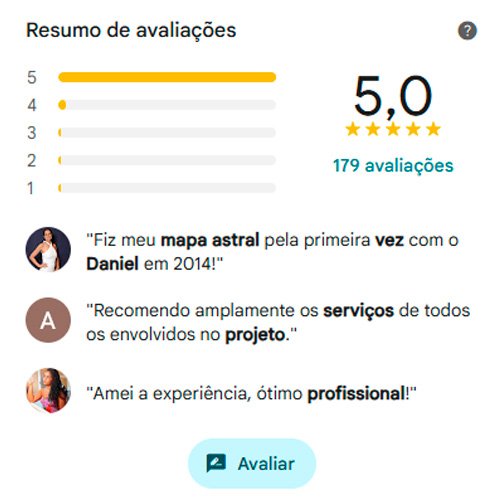 Resumo de avaliações
?
5
4
3
2
1
5,0
179 avaliações
"Fiz meu mapa astral pela primeira vez com o
Daniel em 2014!"
A
"Recomendo amplamente os serviços de todos
os envolvidos no projeto."
"Amei a experiência, ótimo profissional!"
Avaliar